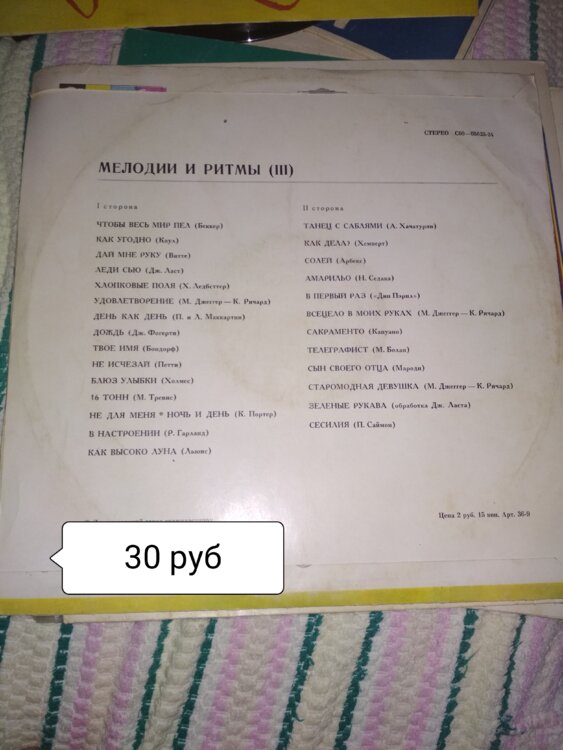 СТЕРЕО С60—05033-34
МЕЛОДИИ И РИТМЫ (III)
I сторона
ЧТОБЫ ВЕСЬ МИР ПЕЛ (Беккер)
КАК УГОДНО (Коул)
ДАЙ МНЕ РУКУ (Витте)
ЛЕДИ СЬЮ (Дж. Ласт)
ХЛОПКОВЫЕ ПОЛЯ (Х. Ледбеттер)
УДОВЛЕТВОРЕНИЕ (М. Джеггер — К. Ричард)
ДЕНЬ КАК ДЕНЬ (П. и Л. Маккартни)
ДОЖДЬ (Дж. Фогерти)
ТВОЕ ИМЯ (Бондорф)
НЕ ИСЧЕЗАЙ (Петти)
БЛЮЗ УЛЫБКИ (Холмес)
16 ТОНН (М. Тревис)
НЕ ДЛЯ МЕНЯ * НОЧЬ И ДЕНЬ (К. Портер)
В НАСТРОЕНИИ (Р. Гарланд)
КАК ВЫСОКО ЛУНА (Льюис)
II сторона
ТАНЕЦ С САБЛЯМИ (А. Хачатурян)
КАК ДЕЛА? (Хемперт)
СОЛЕЙ (Арбекс)
АМАРИЛЬО (Н. Седака)
В ПЕРВЫЙ РАЗ («Дип Пэрпл»)
ВСЕЦЕЛО В МОИХ РУКАХ (М. Джеггер — К. Ричард)
САКРАМЕНТО (Капуано)
ТЕЛЕГРАФИСТ (М. Болан)
СЫН СВОЕГО ОТЦА (Мароди)
СТАРОМОДНАЯ ДЕВУШКА (М. Джеггер — К. Ричард)
ЗЕЛЕНЫЕ РУКАВА (обработка Дж. Ласта)
СЕСИЛИЯ (П. Саймон)
Цена 2 руб. 15 коп. Арт. 36-9
30 руб